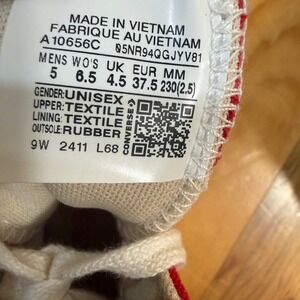 MADE IN VIETNAM
FABRIQUE AU VIETNAM
A10656C 05NR94QGJYV81
MENS WO'S UK EUR MM
5 6.5 4.5 37.5 230(2.5)
GENDER: UNISEX
UPPER: TEXTILE
LINING: TEXTILE
OUTSOLE: RUBBER
CONVERSE
9W 2411 L68